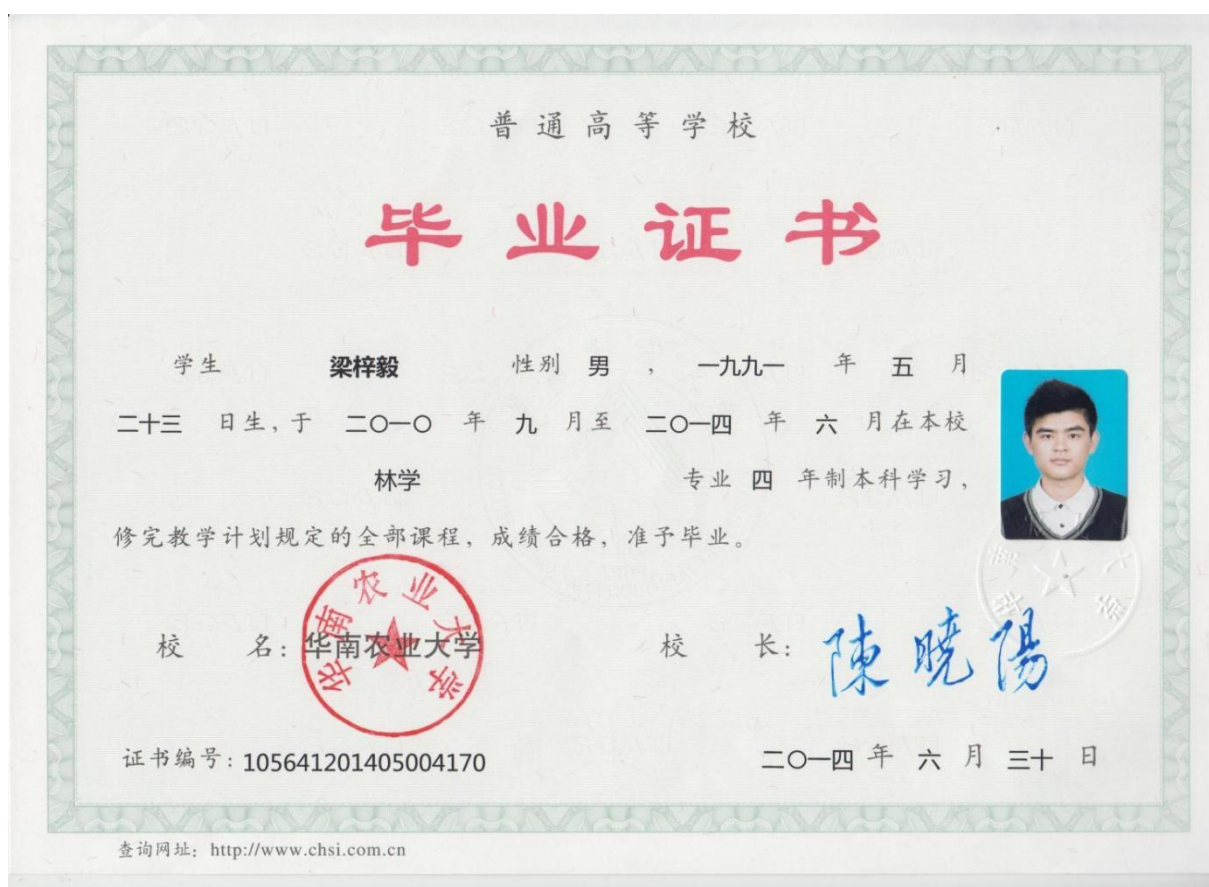 普通高等学校
毕业证书
学生 梁梓毅 性别 男 , 一九九一 年 五 月
二十三 日生, 于 二〇一〇 年 九 月至 二〇一四 年 六 月在本校
林学 专业 四 年制本科学习,
修完教学计划规定的全部课程, 成绩合格, 准予毕业。
华南农业大学
校 名: 华南农业大学 校 长: 陳曉陽
证书编号: 105641201405004170 二〇一四 年 六 月 三十 日
查询网址: http://www.chsi.com.cn